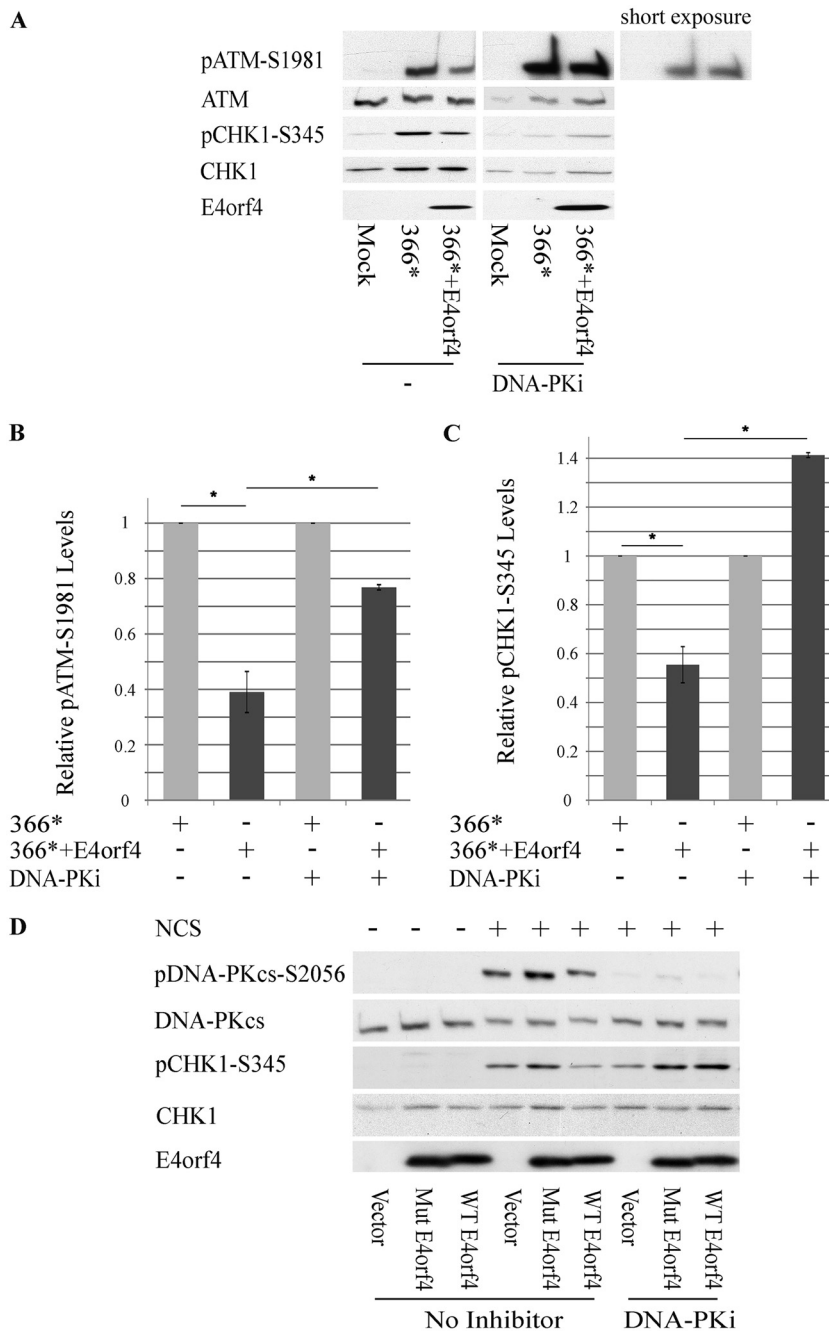 A
short exposure
pATM-S1981
ATM
pCHK1-S345
CHK1
E4orf4
Mock
366*
366*+E4orf4
Mock
366*
366*+E4orf4
-
DNA-PKi
B
Relative pATM-S1981 Levels
* *
1
0.8
0.6
0.4
0.2
0
366* + - + -
366*+E4orf4 - + - +
DNA-PKi - - + +
C
Relative pCHK1-S345 Levels
* *
1.4
1.2
1
0.8
0.6
0.4
0.2
0
366* + - + -
366*+E4orf4 - + - +
DNA-PKi - - + +
D
NCS - - - + + + + + +
pDNA-PKcs-S2056
DNA-PKcs
pCHK1-S345
CHK1
E4orf4
Vector
Mut E4orf4
WT E4orf4
Vector
Mut E4orf4
WT E4orf4
Vector
Mut E4orf4
WT E4orf4
No Inhibitor
DNA-PKi